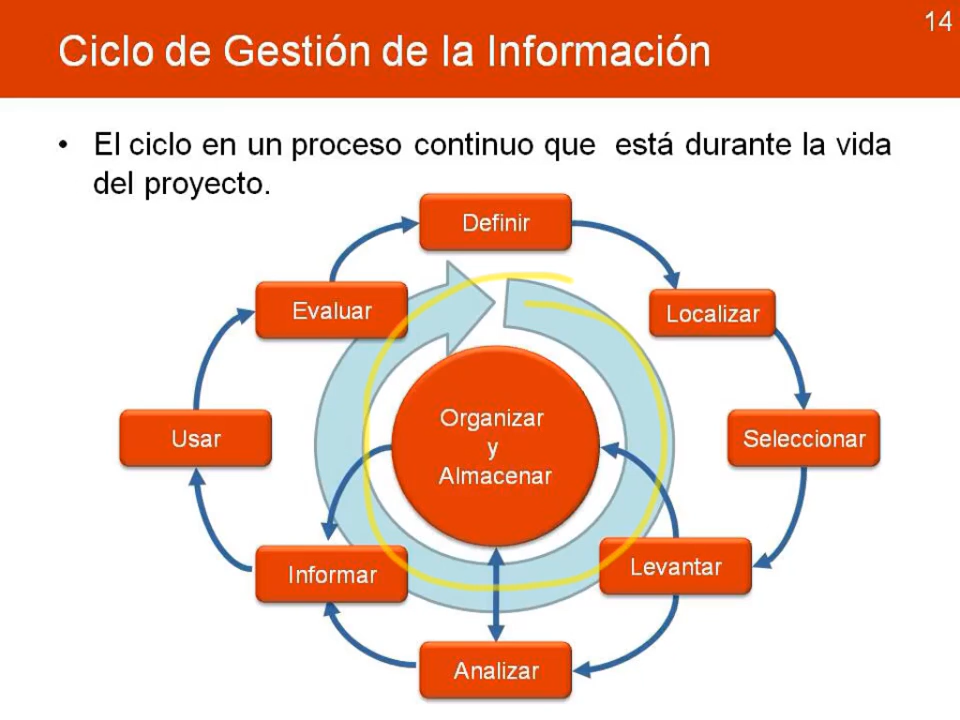 14
Ciclo de Gestión de la Información
• El ciclo en un proceso continuo que está durante la vida
del proyecto.
Definir
Evaluar
Localizar
Organizar
y
Almacenar
Usar
Seleccionar
Informar
Levantar
Analizar